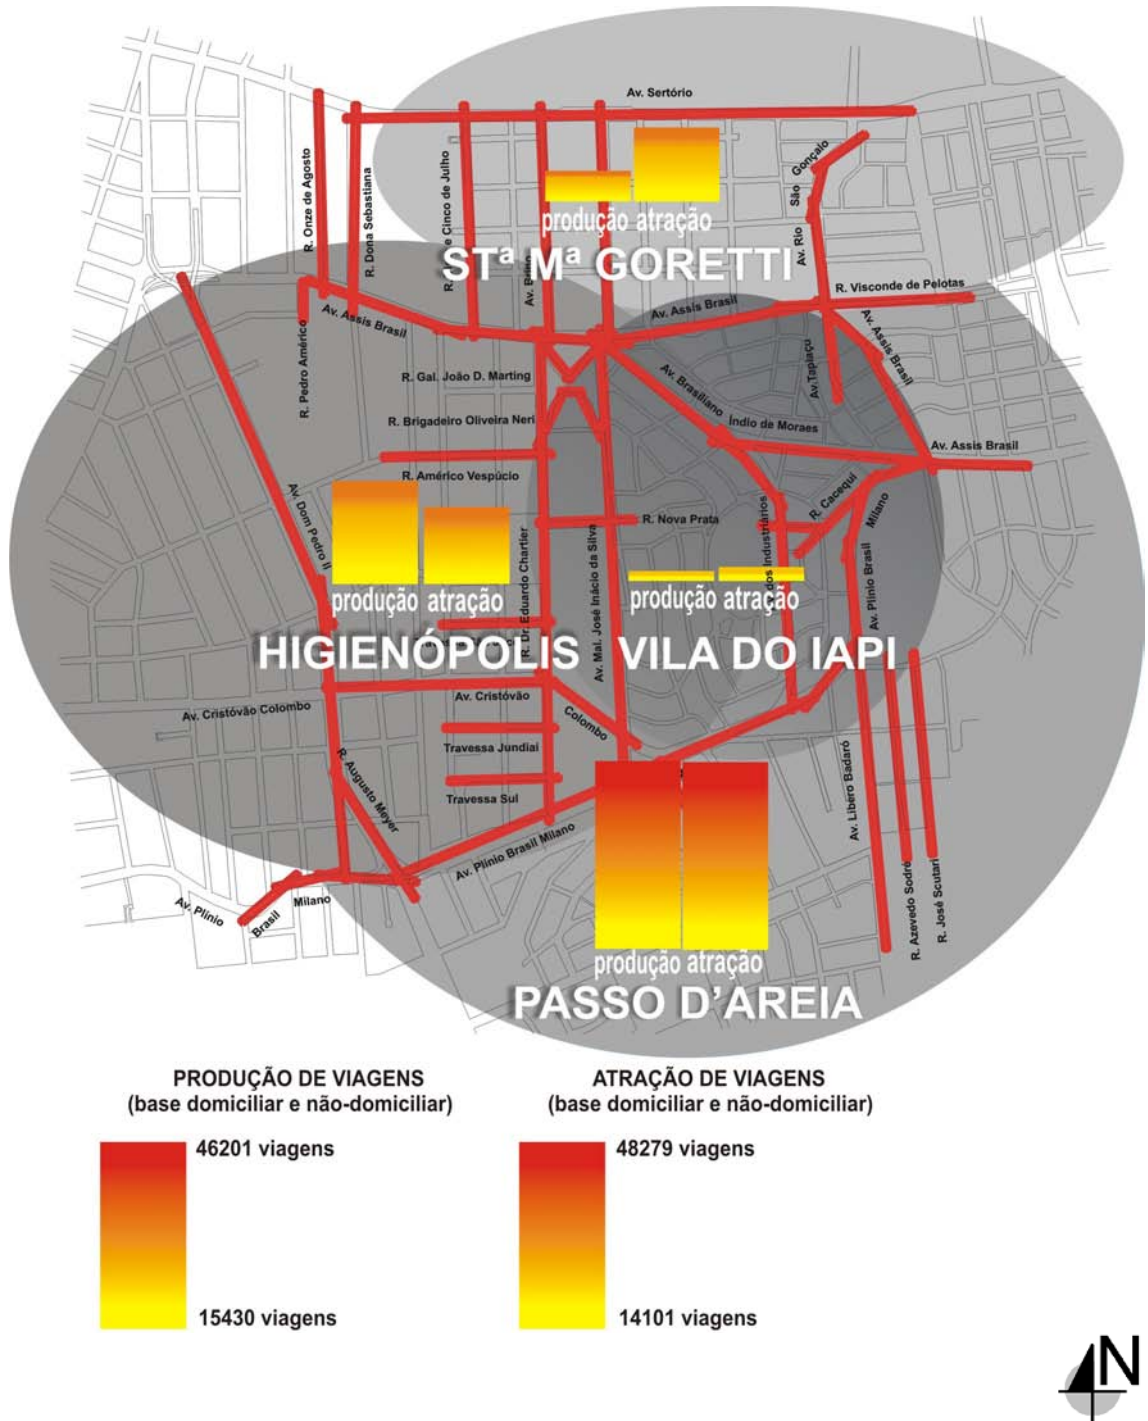 Av. Sertório
R. Onze de Agosto
R. Dona Sebastiana
e Cinco de Julho
Av. Brino
São Gonçalo
Av. Rio
produção atração
STª Mª GORETTI
R. Visconde de Pelotas
Av. Assis Brasil
Av. Assis Brasil
Av. Assis Brasil
R. Pedro Américo
R. Gal. João D. Marting
Av. Brasiliano
Índio de Moraes
Av.Tapiaçu
R. Brigadeiro Oliveira Neri
Av. Assis Brasil
R. Américo Vespúcio
Av. Dom Pedro II
R. Nova Prata
R. Cacequi
Milano
Av. Plínio Brasil
dos Industriários
R. Dr. Eduardo Chartier
Av. Mal. José Inácio da Silva
produção atração
produção atração
HIGIENÓPOLIS VILA DO IAPI
Av. Cristóvão
Colombo
Av. Cristóvão Colombo
Travessa Jundiai
R. Augusto Meyer
Travessa Sul
Av. Líbero Badaró
R. Azevedo Sodré
R. José Scutari
Av. Plínio Brasil Milano
Av. Plínio
Brasil
Milano
produção atração
PASSO D’AREIA
PRODUÇÃO DE VIAGENS
(base domiciliar e não-domiciliar)
46201 viagens
15430 viagens
ATRAÇÃO DE VIAGENS
(base domiciliar e não-domiciliar)
48279 viagens
14101 viagens
N